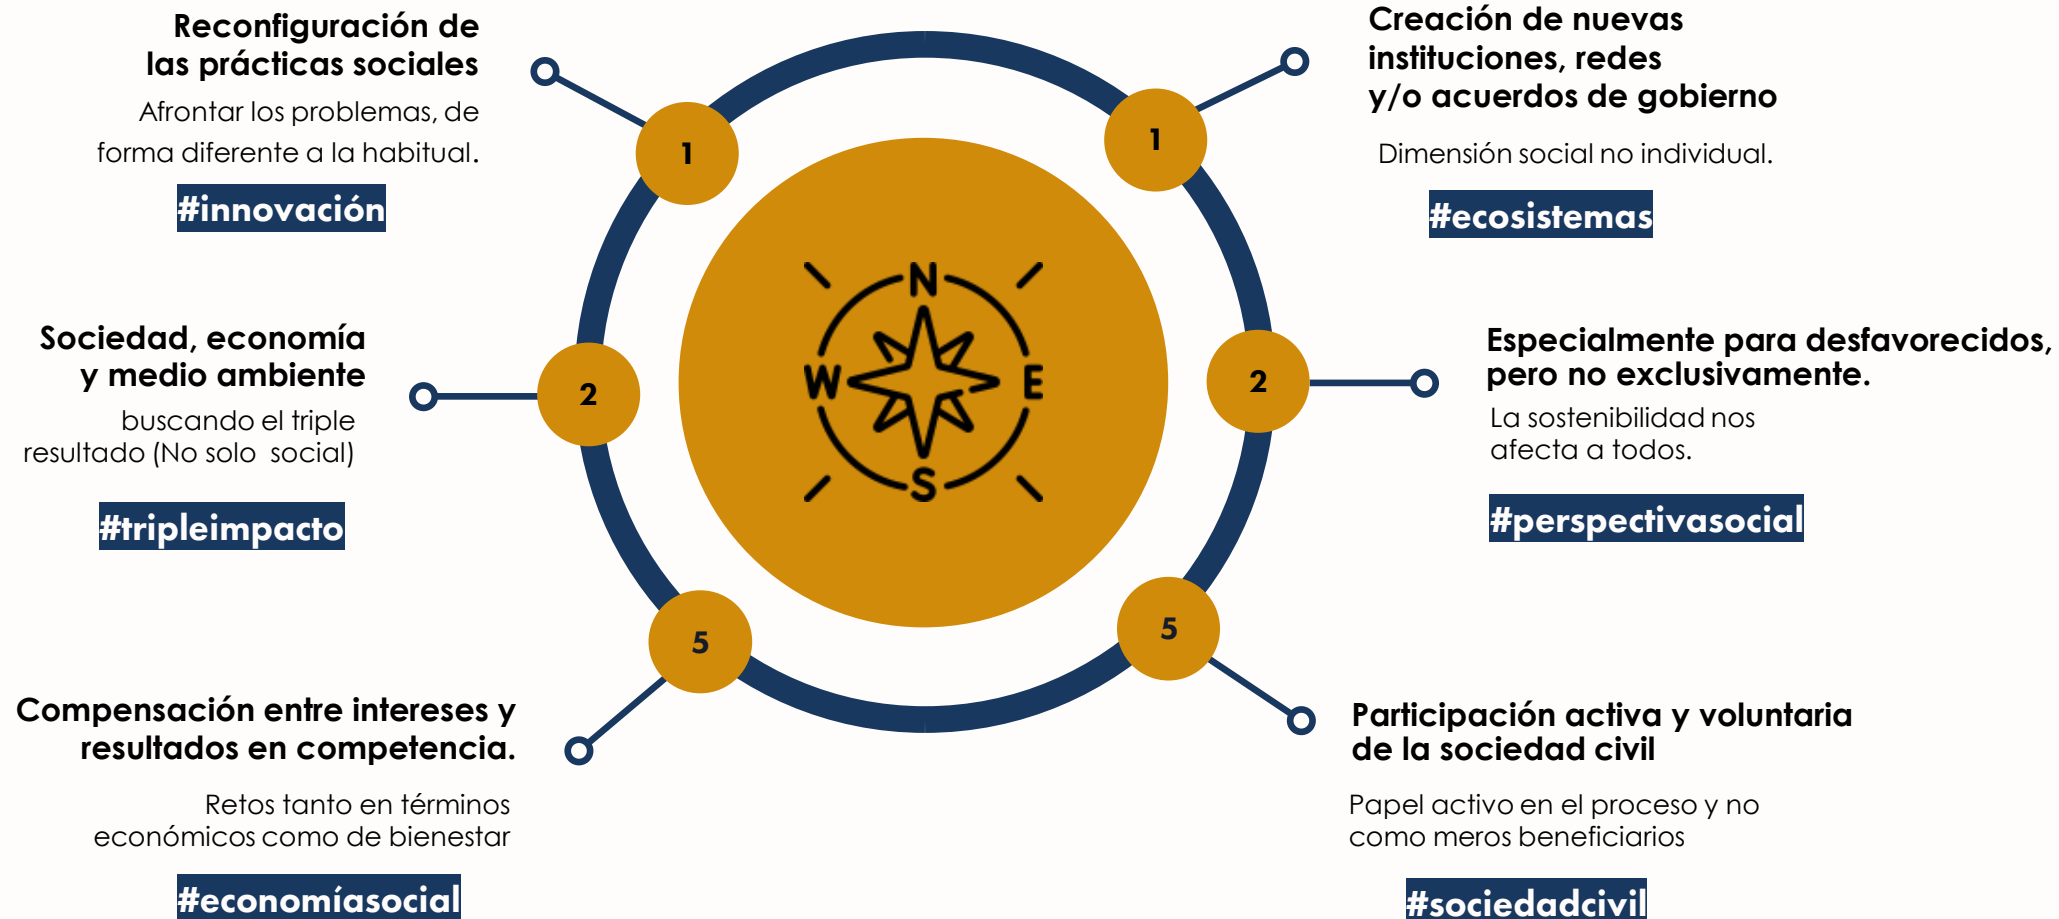 Reconfiguración de
las prácticas sociales
Afrontar los problemas, de
forma diferente a la habitual.
#innovación
1
Sociedad, economía
y medio ambiente
buscando el triple
resultado (No solo social)
#tripleimpacto
2
Compensación entre intereses y
resultados en competencia.
Retos tanto en términos
económicos como de bienestar
#economíasocial
5
N
W
E
S
Creación de nuevas
instituciones, redes
y/o acuerdos de gobierno
Dimensión social no individual.
#ecosistemas
1
Especialmente para desfavorecidos,
pero no exclusivamente.
La sostenibilidad nos
afecta a todos.
#perspectivasocial
2
Participación activa y voluntaria
de la sociedad civil
Papel activo en el proceso y no
como meros beneficiarios
#sociedadcivil
5